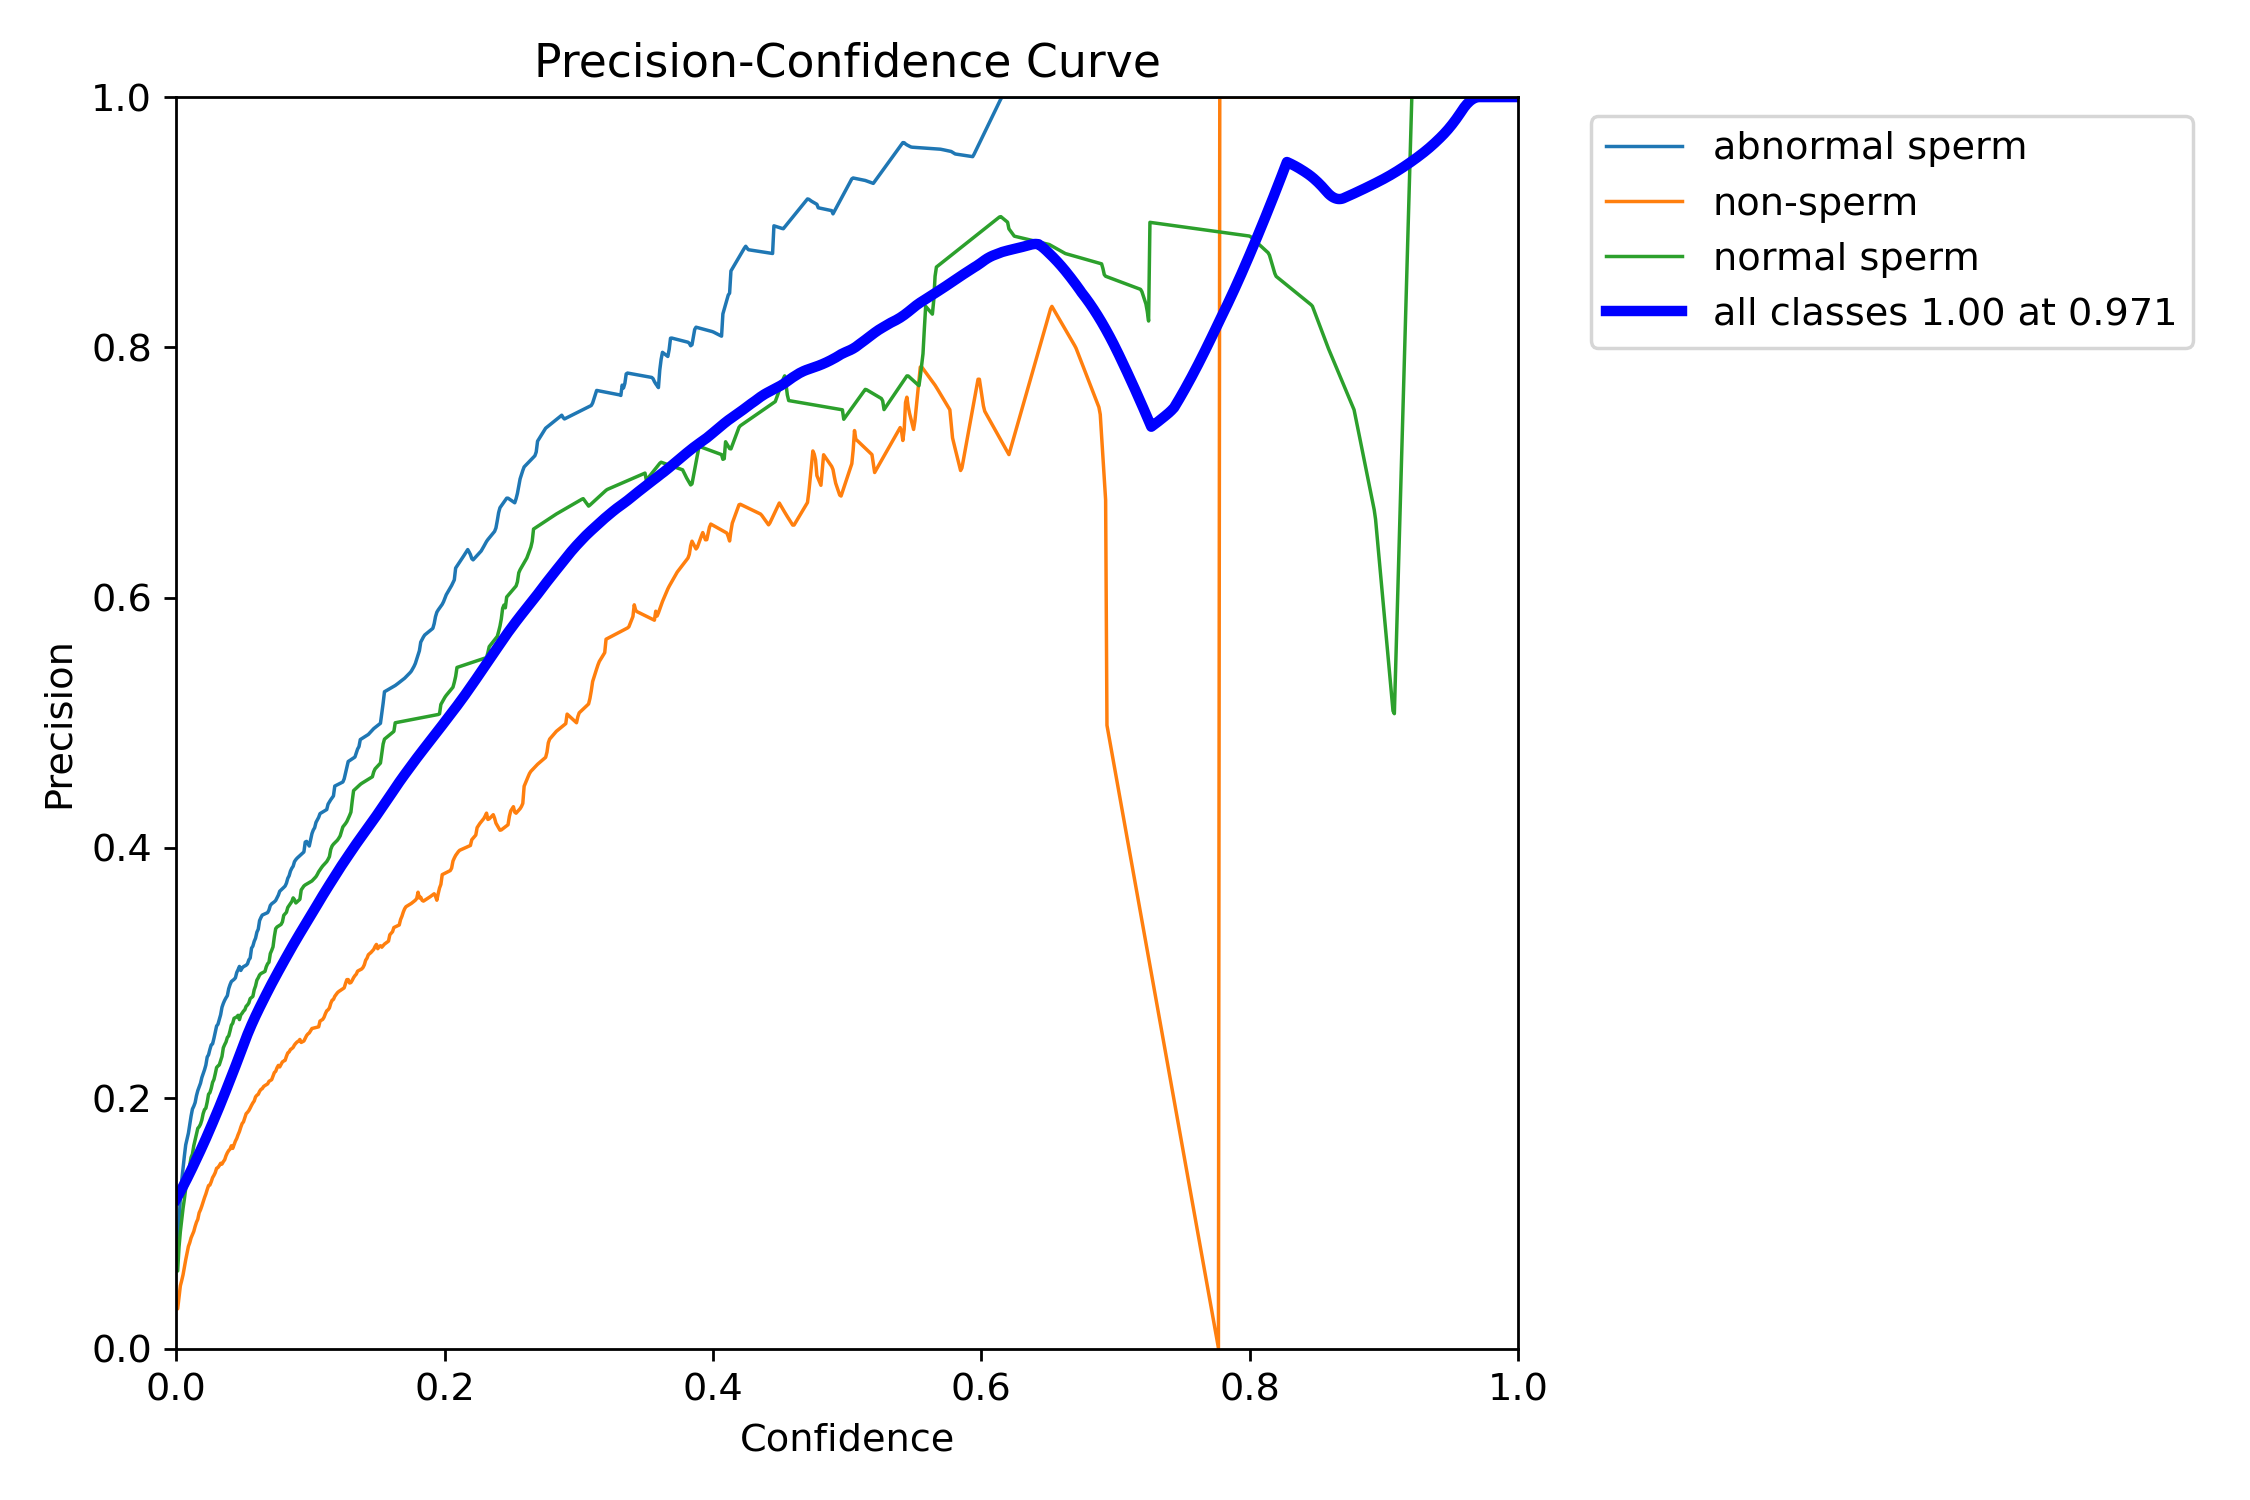 Precision-Confidence Curve
1.0
0.8
0.6
0.4
0.2
0.0
Precision
0.0 0.2 0.4 0.6 0.8 1.0
Confidence
abnormal sperm
non-sperm
normal sperm
all classes 1.00 at 0.971